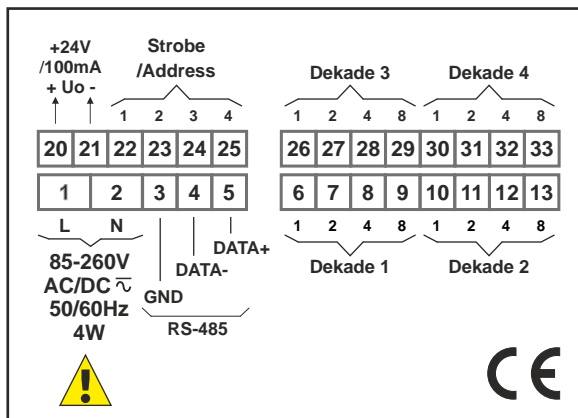 +24V
/100mA
+ Uo -
Strobe
/Address
1 2 3 4
Dekade 3
1 2 4 8
Dekade 4
1 2 4 8
20 21 22 23 24 25
26 27 28 29 30 31 32 33
1 2 3 4 5
6 7 8 9 10 11 12 13
L N
85-260V
AC/DC
50/60Hz
4W
GND
DATA-
DATA+
RS-485
1 2 4 8
Dekade 1
1 2 4 8
Dekade 2
!
CE